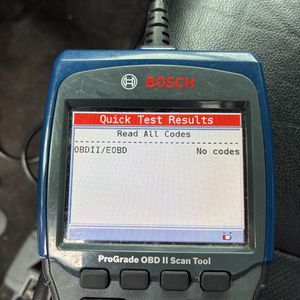 BOSCH
Quick Test Results
Read All Codes
OBDII/EOBD No codes
ProGrade OBD II Scan Tool